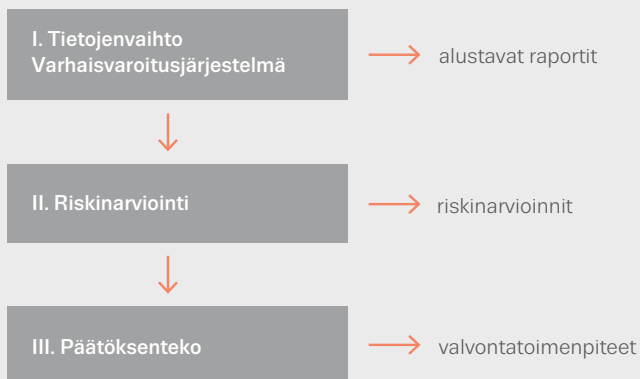 I. Tietojenvaihto
Varhaisvaroitusjärjestelmä
alustavat raportit
II. Riskinarviointi
riskinarvioinnit
III. Päätöksenteko
valvontatoimenpiteet